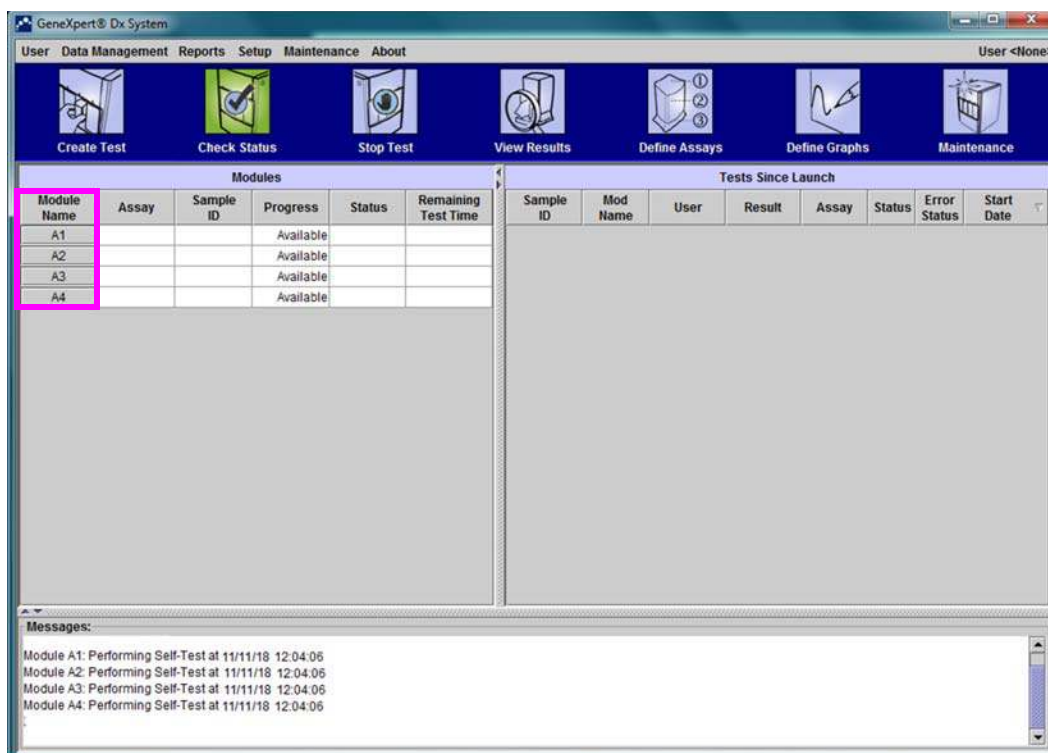 GeneXpert® Dx System
User Data Management Reports Setup Maintenance About User <None>
Create Test Check Status Stop Test View Results Define Assays Define Graphs Maintenance
① ② ③
Modules
Module Name Assay Sample ID Progress Status Remaining Test Time
A1 Available
A2 Available
A3 Available
A4 Available
Tests Since Launch
Sample ID Mod Name User Result Assay Status Error Status Start Date
Messages:
Module A1: Performing Self-Test at 11/11/18 12:04:06
Module A2: Performing Self-Test at 11/11/18 12:04:06
Module A3: Performing Self-Test at 11/11/18 12:04:06
Module A4: Performing Self-Test at 11/11/18 12:04:06